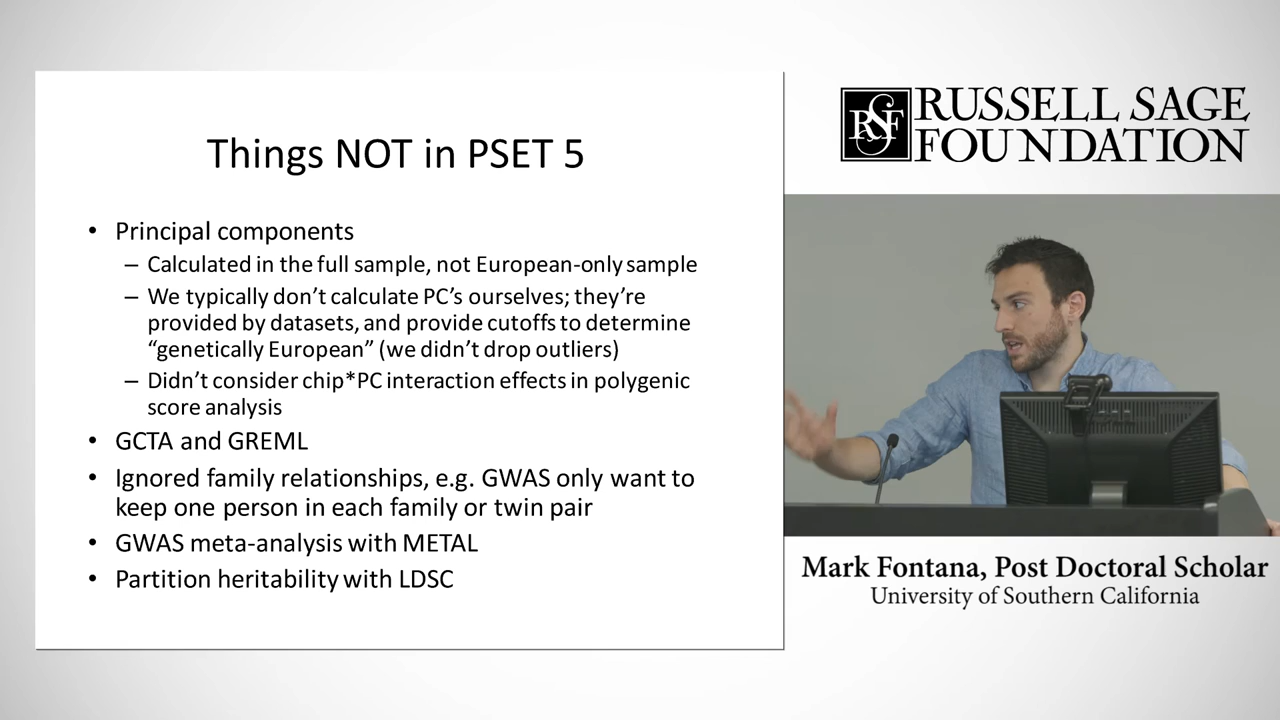 Things NOT in PSET 5
• Principal components
– Calculated in the full sample, not European-only sample
– We typically don’t calculate PC’s ourselves; they’re
provided by datasets, and provide cutoffs to determine
“genetically European” (we didn’t drop outliers)
– Didn’t consider chip*PC interaction effects in polygenic
score analysis
• GCTA and GREML
• Ignored family relationships, e.g. GWAS only want to
keep one person in each family or twin pair
• GWAS meta-analysis with METAL
• Partition heritability with LDSC
RSF
RUSSELL SAGE
FOUNDATION
Mark Fontana, Post Doctoral Scholar
University of Southern California